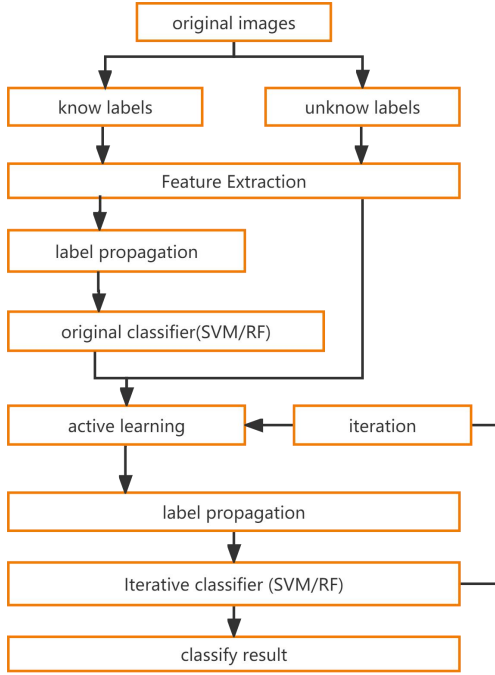 original images
know labels
unknow labels
Feature Extraction
label propagation
original classifier(SVM/RF)
active learning
iteration
label propagation
Iterative classifier (SVM/RF)
classify result